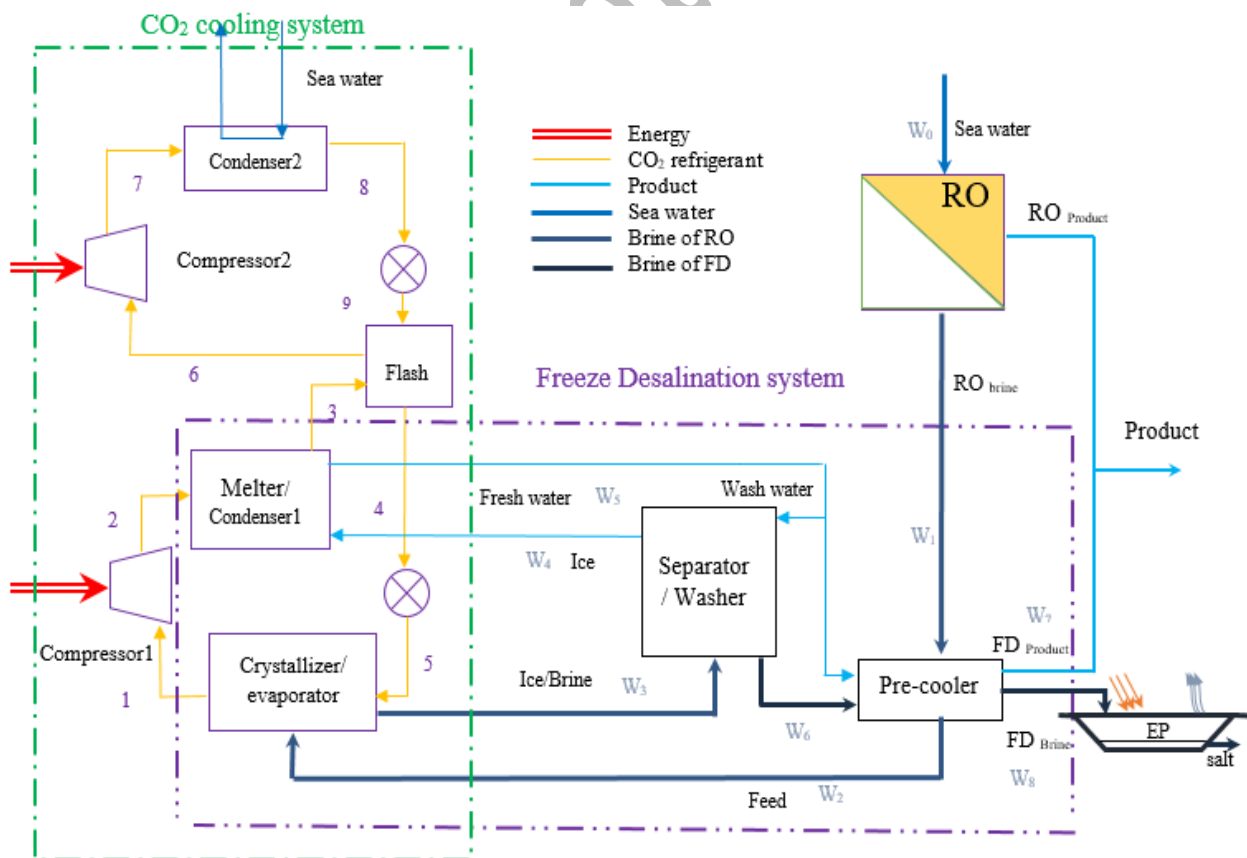 CO₂ cooling system
Sea water
Condenser2
7
8
Compressor2
9
6
Flash
3
Energy
CO₂ refrigerant
Product
Sea water
Brine of RO
Brine of FD
W₀ Sea water
RO
RO Product
RO brine
Product
Freeze Desalination system
Melter/
Condenser1
2
4
Fresh water W₅
Wash water
W₄ Ice
Separator
/ Washer
W₁
Compressor1
1
Crystallizer/
evaporator
5
Ice/Brine W₃
W₆
Pre-cooler
W₇
FD Product
FD Brine
W₈
EP
salt
Feed W₂